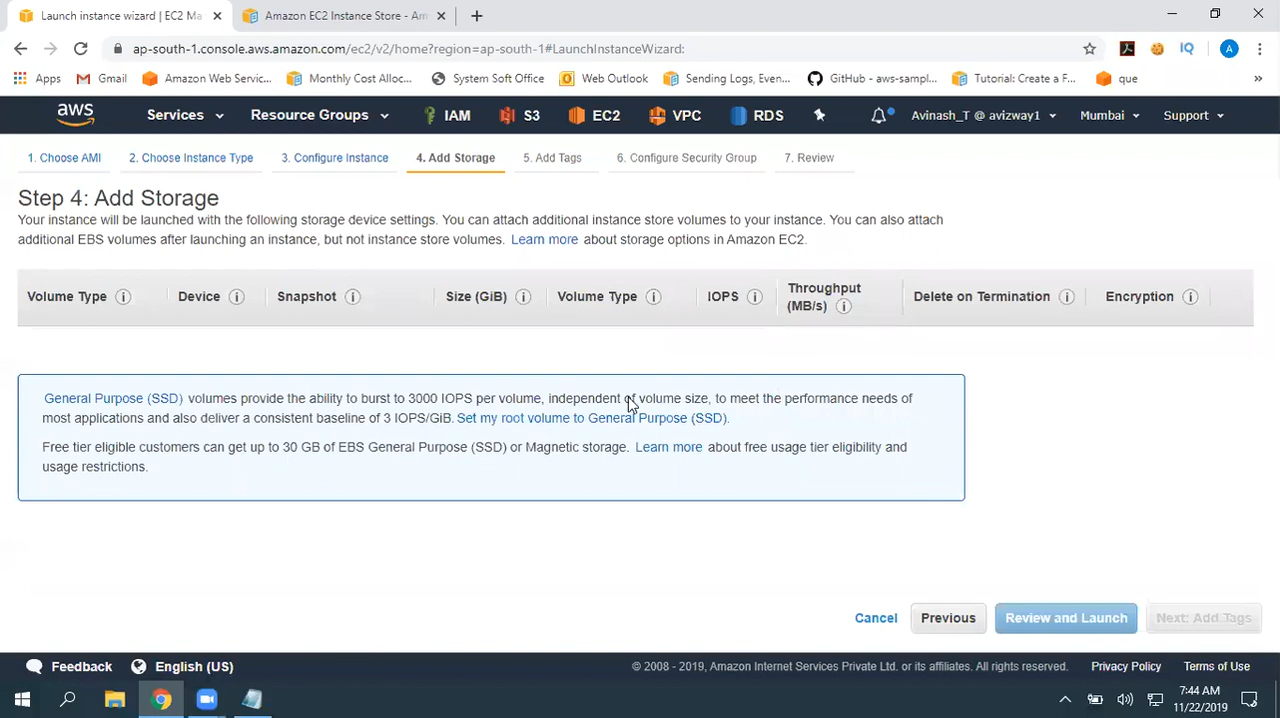 Launch instance wizard | EC2 Ma
Amazon EC2 Instance Store - Am
ap-south-1.console.aws.amazon.com/ec2/v2/home?region=ap-south-1#LaunchInstanceWizard:
IQ
A
Apps
Gmail
Amazon Web Servic...
Monthly Cost Alloc...
System Soft Office
Web Outlook
Sending Logs, Even...
GitHub - aws-sampl...
Tutorial: Create a F...
que
»
aws
Services
Resource Groups
IAM
S3
EC2
VPC
RDS
Avinash_T @ avizway1
Mumbai
Support
1. Choose AMI
2. Choose Instance Type
3. Configure Instance
4. Add Storage
5. Add Tags
6. Configure Security Group
7. Review
Step 4: Add Storage
Your instance will be launched with the following storage device settings. You can attach additional instance store volumes to your instance. You can also attach
additional EBS volumes after launching an instance, but not instance store volumes. Learn more about storage options in Amazon EC2.
Volume Type
Device
Snapshot
Size (GiB)
Volume Type
IOPS
Throughput
(MB/s)
Delete on Termination
Encryption
General Purpose (SSD) volumes provide the ability to burst to 3000 IOPS per volume, independent of volume size, to meet the performance needs of
most applications and also deliver a consistent baseline of 3 IOPS/GiB. Set my root volume to General Purpose (SSD).
Free tier eligible customers can get up to 30 GB of EBS General Purpose (SSD) or Magnetic storage. Learn more about free usage tier eligibility and
usage restrictions.
Cancel
Previous
Review and Launch
Next: Add Tags
Feedback
English (US)
© 2008 - 2019, Amazon Internet Services Private Ltd. or its affiliates. All rights reserved.
Privacy Policy
Terms of Use
7:44 AM
11/22/2019